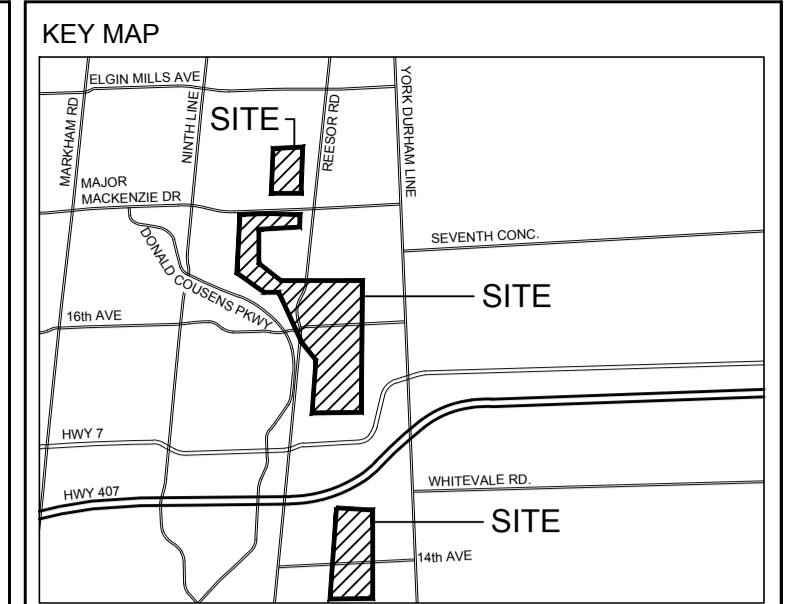 KEY MAP
ELGIN MILLS AVE
MARKHAM RD
NINTH LINE
SITE
REESOR RD
YORK DURHAM LINE
MAJOR
MACKENZIE DR
DONALD COUSENS PKWY
SEVENTH CONC.
SITE
16th AVE
HWY 7
HWY 407
WHITEVALE RD.
SITE
14th AVE